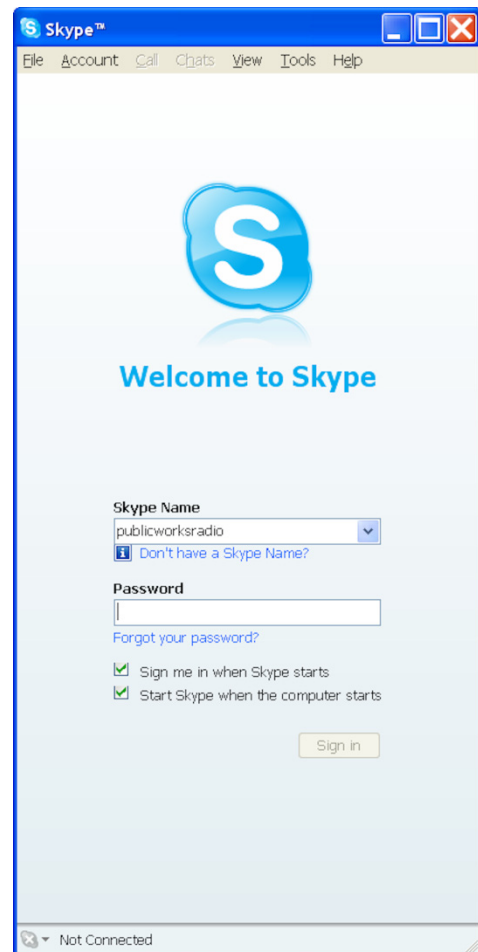 Skype™
File Account Call Chats View Tools Help
S
Welcome to Skype
Skype Name
publicworksradio
Don't have a Skype Name?
Password
Forgot your password?
Sign me in when Skype starts
Start Skype when the computer starts
Sign in
Not Connected